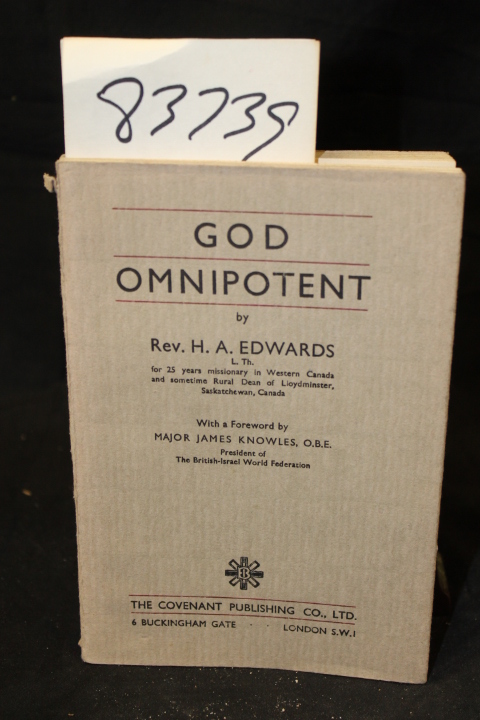 83739
GOD
OMNIPOTENT
by
Rev. H. A. EDWARDS
L. Th.
for 25 years missionary in Western Canada
and sometime Rural Dean of Lloydminster,
Saskatchewan, Canada
With a Foreword by
MAJOR JAMES KNOWLES, O.B.E.
President of
The British-Israel World Federation
8
THE COVENANT PUBLISHING CO., LTD.
6 BUCKINGHAM GATE · · LONDON S.W.1